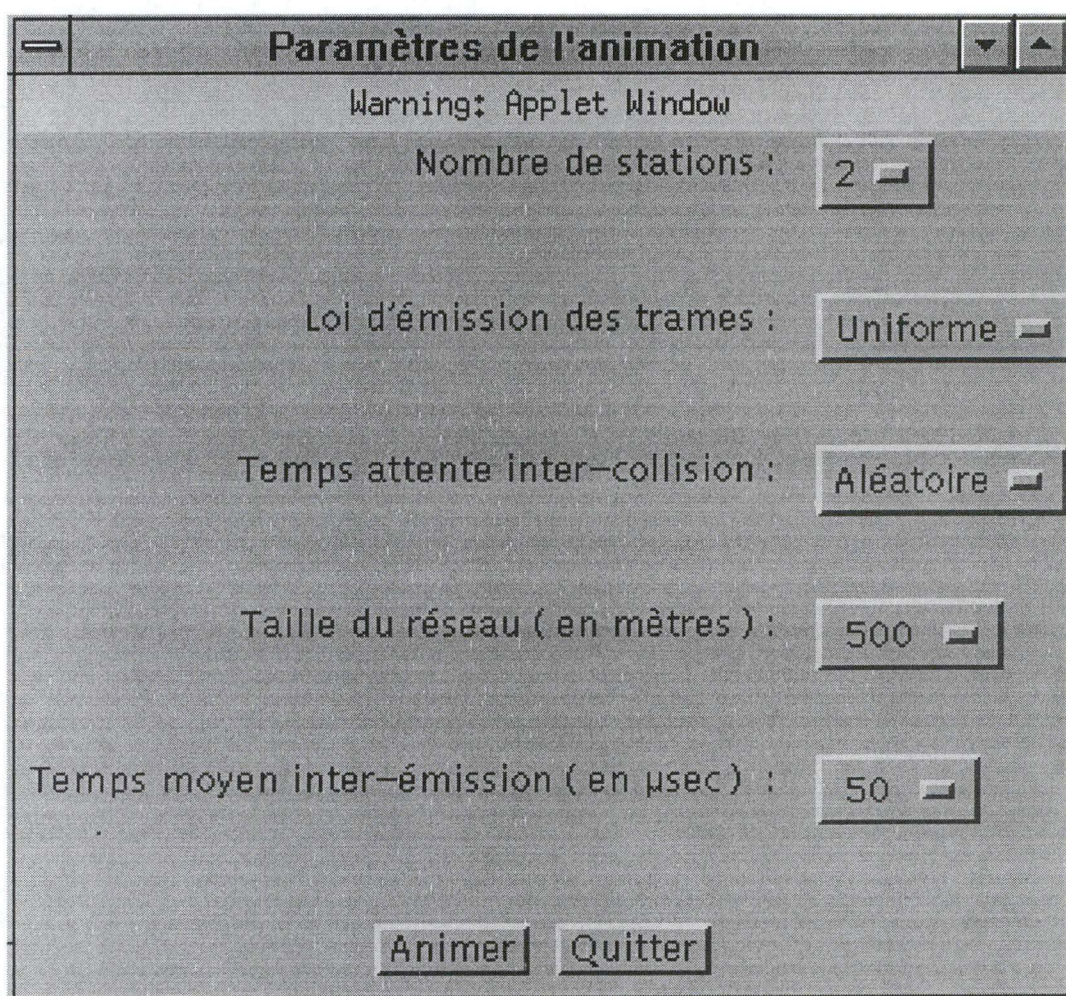 Paramètres de l'animation
Warning: Applet Window
Nombre de stations : 2
Loi d'émission des trames : Uniforme
Temps attente inter-collision : Aléatoire
Taille du réseau ( en mètres ) : 500
Temps moyen inter-émission ( en µsec ) : 50
Animer Quitter